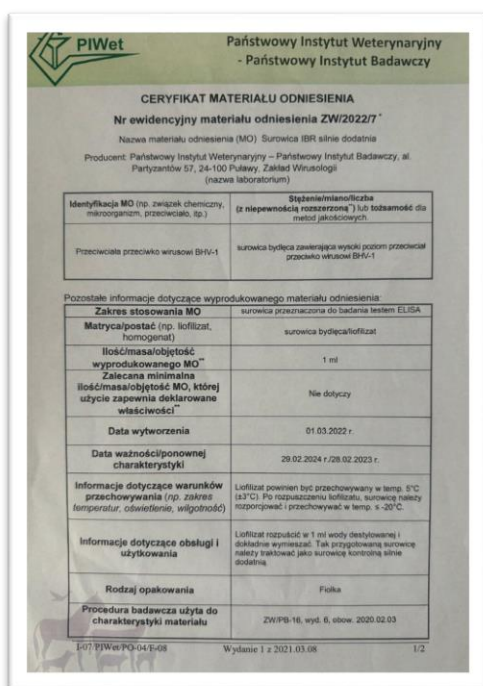 PIWet
Państwowy Instytut Weterynaryjny
- Państwowy Instytut Badawczy
CERYFIKAT MATERIAŁU ODNIESIENIA
Nr ewidencyjny materiału odniesienia ZW/2022/7 *
Nazwa materiału odniesienia (MO) Surowica IBR silnie dodatnia
Producent: Państwowy Instytut Weterynaryjny – Państwowy Instytut Badawczy, al.
Partyzantów 57, 24-100 Puławy, Zakład Wirusologii
(nazwa laboratorium)
Identyfikacja MO (np. związek chemiczny,
mikroorganizm, przeciwciało, itp.)
Stężenie/miano/liczba
(z niepewnością rozszerzoną**) lub tożsamość dla
metod jakościowych
Przeciwciała przeciwko wirusowi BHV-1
surowica bydlęca zawierająca wysoki poziom przeciwciał
przeciwko wirusowi BHV-1
Pozostałe informacje dotyczące wyprodukowanego materiału odniesienia:
Zakres stosowania MO
surowica przeznaczona do badania testem ELISA
Matryca/postać (np. liofilizat,
homogenat)
surowica bydlęca/liofilizat
Ilość/masa/objętość
wyprodukowanego MO**
1 ml
Zalecana minimalna
ilość/masa/objętość MO, której
użycie zapewnia deklarowane
właściwości**
Nie dotyczy
Data wytworzenia
01.03.2022 r.
Data ważności/ponownej
charakterystyki
29.02.2024 r./28.02.2023 r.
Informacje dotyczące warunków
przechowywania (np. zakres
temperatur, oświetlenie, wilgotność)
Liofilizat powinien być przechowywany w temp. 5°C
(±3°C). Po rozpuszczeniu liofilizatu, surowicę należy
rozporcjować i przechowywać w temp. ≤ -20°C.
Informacje dotyczące obsługi i
użytkowania
Liofilizat rozpuścić w 1 ml wody destylowanej i
dokładnie wymieszać. Tak przygotowaną surowicę
należy traktować jako surowicę kontrolną silnie
dodatnią
Rodzaj opakowania
Fiolka
Procedura badawcza użyta do
charakterystyki materiału
ZW/PB-16, wyd. 6, obow. 2020.02.03
I-07/PIWet/PO-04/F-08
Wydanie 1 z 2021.03.08
1/2